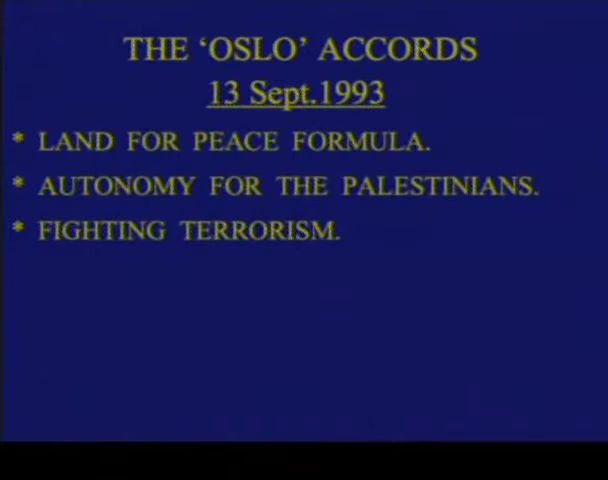 THE ‘OSLO’ ACCORDS
13 Sept.1993
* LAND FOR PEACE FORMULA.
* AUTONOMY FOR THE PALESTINIANS.
* FIGHTING TERRORISM.